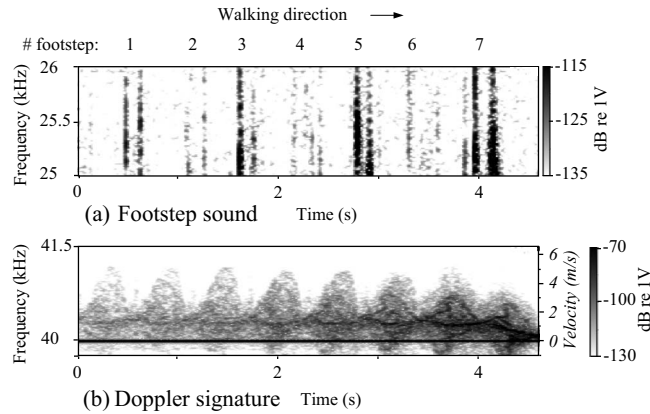 Walking direction
# footstep: 1 2 3 4 5 6 7
Frequency (kHz)
26
25.5
25
0 2 4
-115
-125
-135
dB re 1V
(a) Footstep sound Time (s)
Frequency (kHz)
41.5
40
6
4
2
0
Velocity (m/s)
-70
-100
-130
dB re 1V
0 2 4
(b) Doppler signature Time (s)